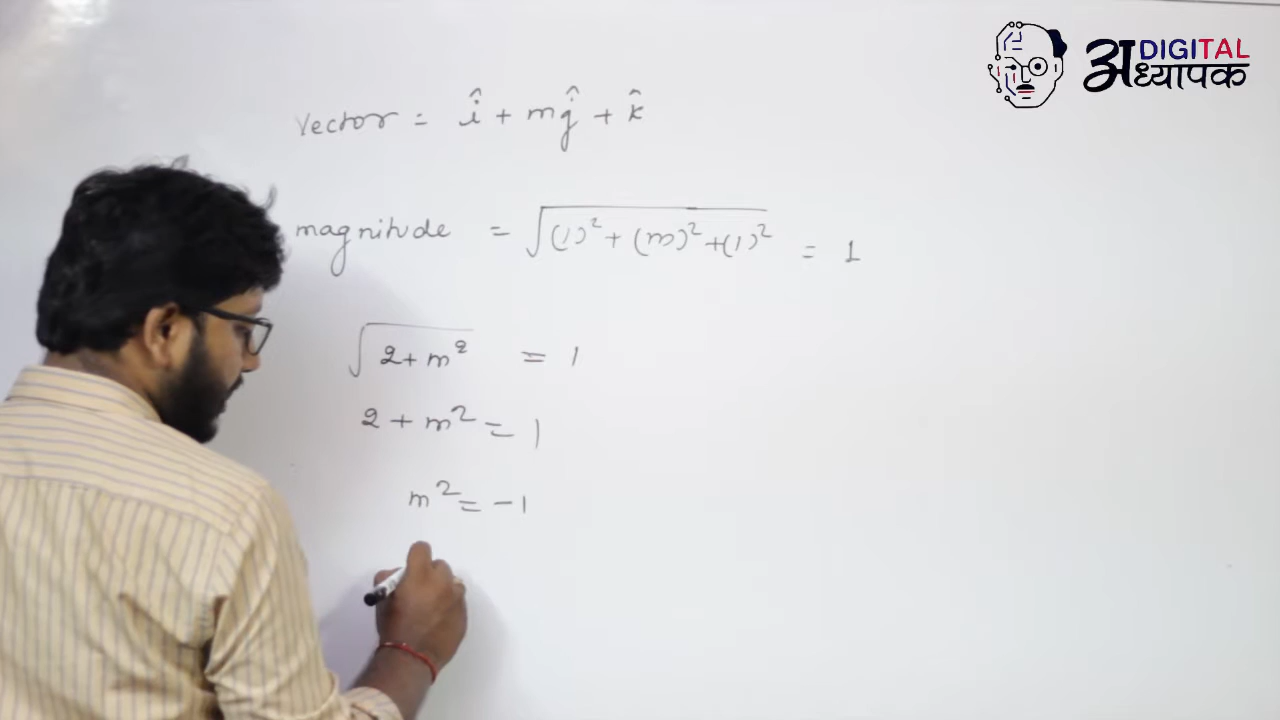 अध्यापक DIGITAL
vector = î + mĵ + k̂
magnitude = √((1)² + (m)² + (1)²) = 1
√(2 + m²) = 1
2 + m² = 1
m² = -1